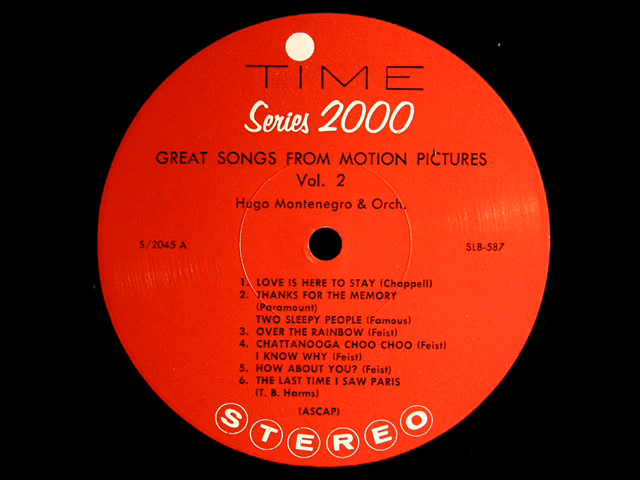 TIME
Series 2000
GREAT SONGS FROM MOTION PICTURES
Vol. 2
Hugo Montenegro & Orch.
S/2045 A
SLB-587
1. LOVE IS HERE TO STAY (Chappell)
2. THANKS FOR THE MEMORY
(Paramount)
TWO SLEEPY PEOPLE (Famous)
3. OVER THE RAINBOW (Feist)
4. CHATTANOOGA CHOO CHOO (Feist)
I KNOW WHY (Feist)
5. HOW ABOUT YOU? (Feist)
6. THE LAST TIME I SAW PARIS
(T. B. Harms)
(ASCAP)
STEREO